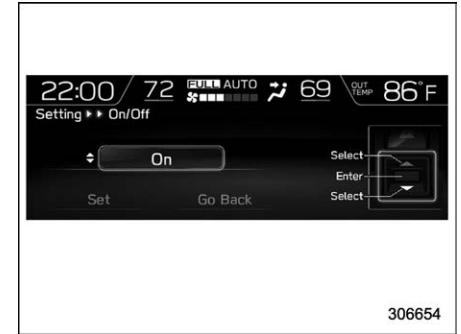 22:00 72 FULL AUTO 69 OUT TEMP 86°F
Setting ▸▸ On/Off
On
Select
Enter
Set Go Back Select
306654